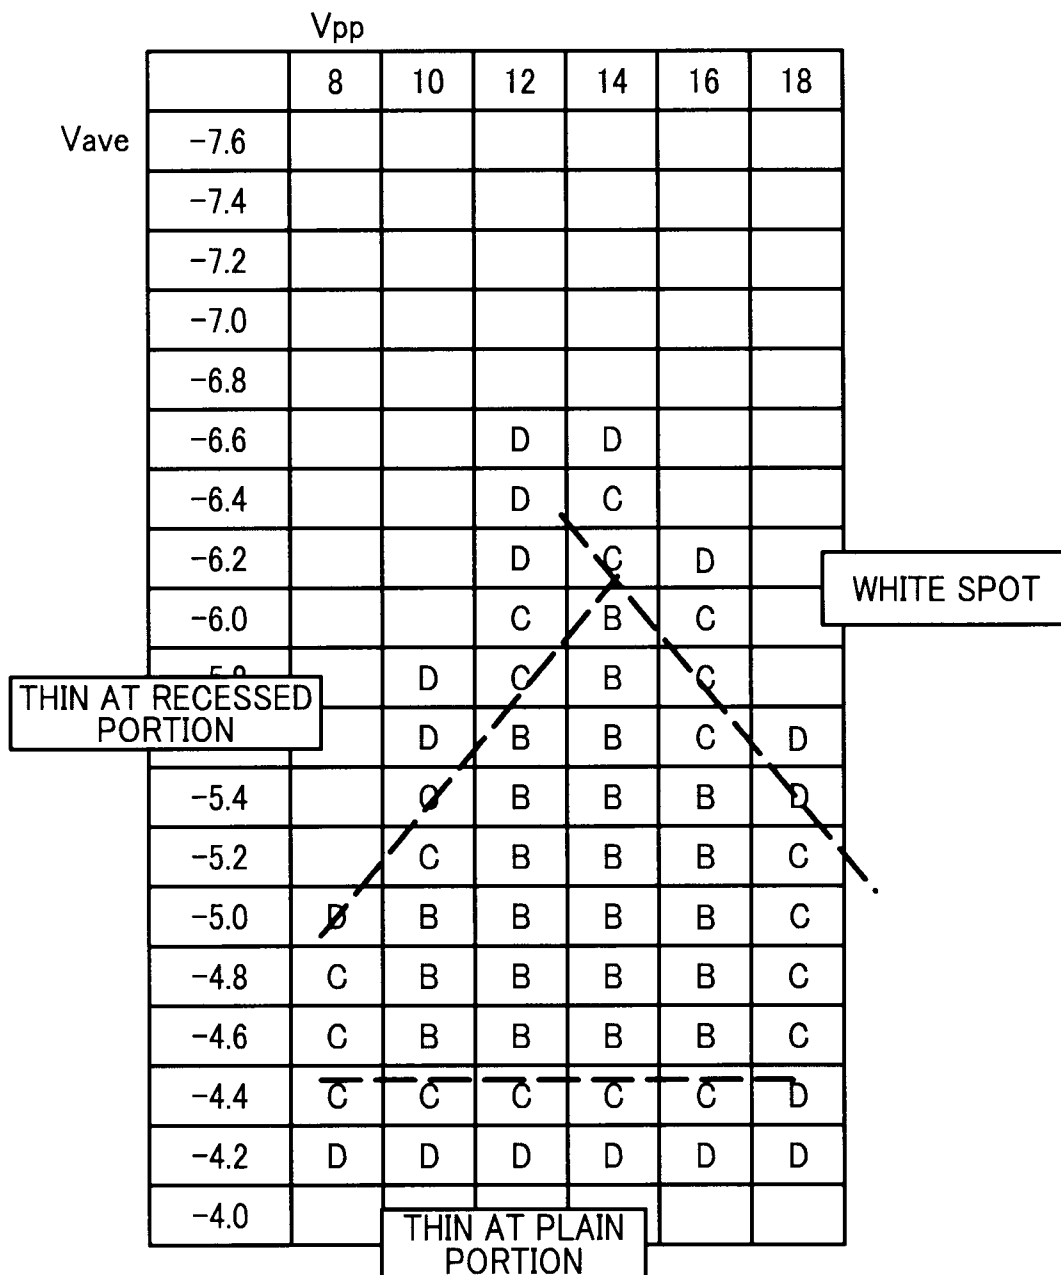 Vpp
8 10 12 14 16 18
Vave -7.6
-7.4
-7.2
-7.0
-6.8
-6.6 D D
-6.4 D C
-6.2 D C D
WHITE SPOT
-6.0 C B C
D C B C
THIN AT RECESSED
PORTION
D B B C D
-5.4 C B B B D
-5.2 C B B B C
-5.0 D B B B B C
-4.8 C B B B B C
-4.6 C B B B B C
-4.4 C C C C C D
-4.2 D D D D D D
-4.0
THIN AT PLAIN
PORTION